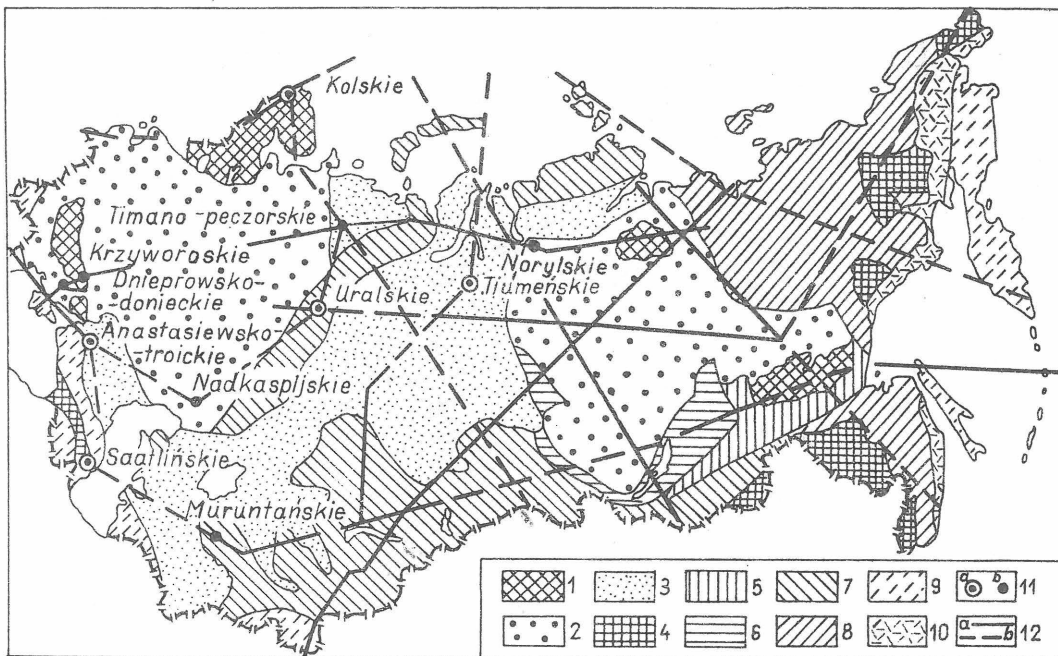 Kolskie
Timano-peczorskie
Krzyworoskie
Dnieprowsko-
-donieckie
Norylskie
Tiumeńskie
Uralskie
Anastasiewsko-
-troickie
Nadkaspijskie
Saatlińskie
Muruntańskie
1 3 5 7 9 a b 11
2 4 6 8 10 a b 12